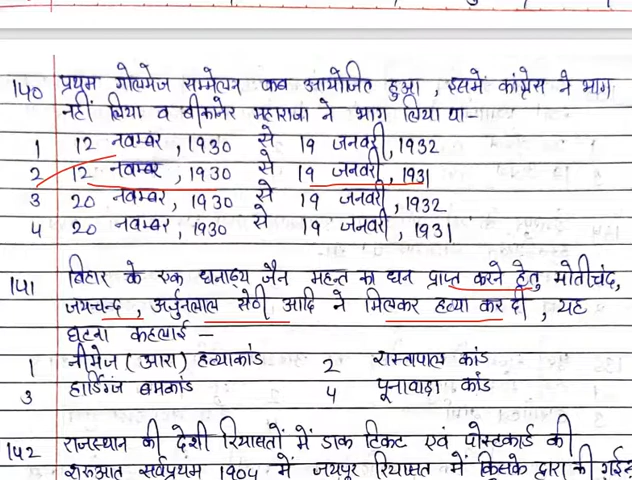 140 प्रथम गोलमेज सम्मेलन कब आयोजित हुआ, इसमें कांग्रेस ने भाग
नहीं लिया व बीकानेर महाराजा ने भाग लिया था-
1 12 नवम्बर, 1930 से 19 जनवरी, 1932
2 12 नवम्बर, 1930 से 19 जनवरी, 1931
3 20 नवम्बर, 1930 से 19 जनवरी, 1932
4 20 नवम्बर, 1930 से 19 जनवरी, 1931
141 बिहार के एक धनाढ्य जैन महन्त का धन प्राप्त करने हेतु मोतीचंद,
जयचन्द, अर्जुनलाल सेठी आदि ने मिलकर हत्या कर दी, यह
घटना कहलाई –
1 नीमेज (आरा) हत्याकांड 2 रास्तापाल कांड
3 हार्डिंग्ज बमकांड 4 पूनावाड़ा कांड
142 राजस्थान की देशी रियासतों में डाक टिकट एवं पोस्टकार्ड की
शुरूआत सर्वप्रथम 1904 में जयपुर रियासत में किसके द्वारा की गई